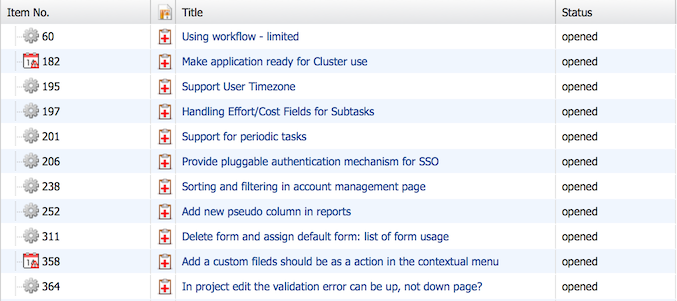 Item No. Title Status
60 Using workflow - limited opened
182 Make application ready for Cluster use opened
195 Support User Timezone opened
197 Handling Effort/Cost Fields for Subtasks opened
201 Support for periodic tasks opened
206 Provide pluggable authentication mechanism for SSO opened
238 Sorting and filtering in account management page opened
252 Add new pseudo column in reports opened
311 Delete form and assign default form: list of form usage opened
358 Add a custom fileds should be as a action in the contextual menu opened
364 In project edit the validation error can be up, not down page? opened